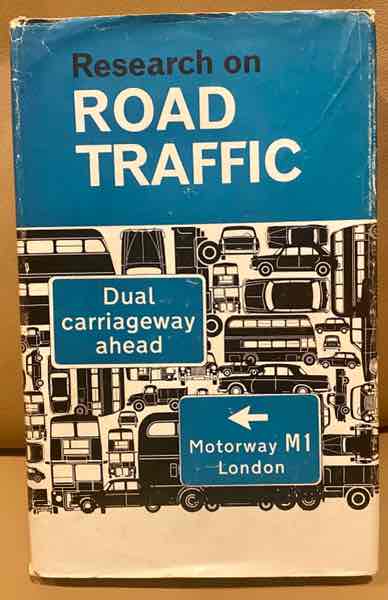 Research on
ROAD
TRAFFIC
Dual
carriageway
ahead
Motorway M1
London